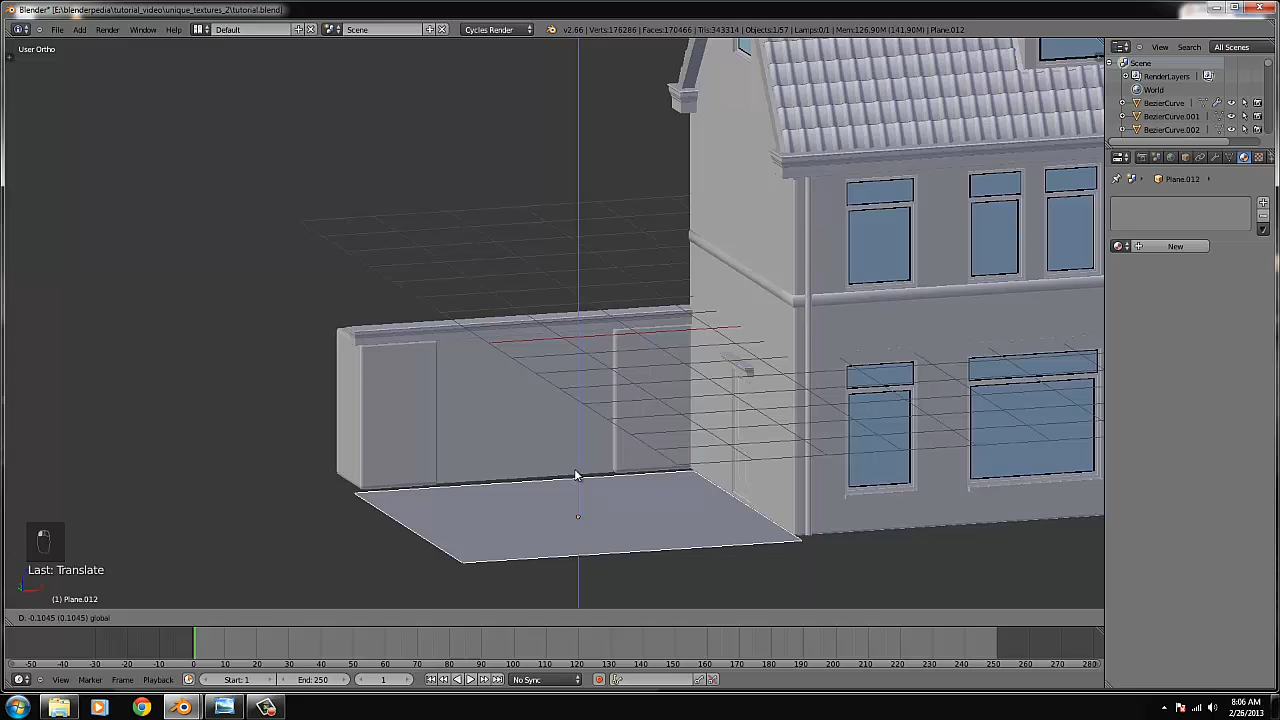 Blender* [E:\blenderpedia\tutorial_video\unique_textures_2\tutorial.blend]
File Add Render Window Help Default Scene Cycles Render v2.66 | Verts:176286 | Faces:170466 | Tris:343314 | Objects:1/57 | Lamps:0/1 | Mem:126.90M (141.90M) | Plane.012
User Ortho
View Search All Scenes
Scene
RenderLayers
World
BezierCurve
BezierCurve.001
BezierCurve.002
Plane.012
New
Last: Translate
(1) Plane.012
D: -0.1045 (0.1045) global
-50 -40 -30 -20 -10 0 10 20 30 40 50 60 70 80 90 100 110 120 130 140 150 160 170 180 190 200 210 220 230 240 250 260 270 280
View Marker Frame Playback Start: 1 End: 250 1 No Sync
8:06 AM
2/26/2013